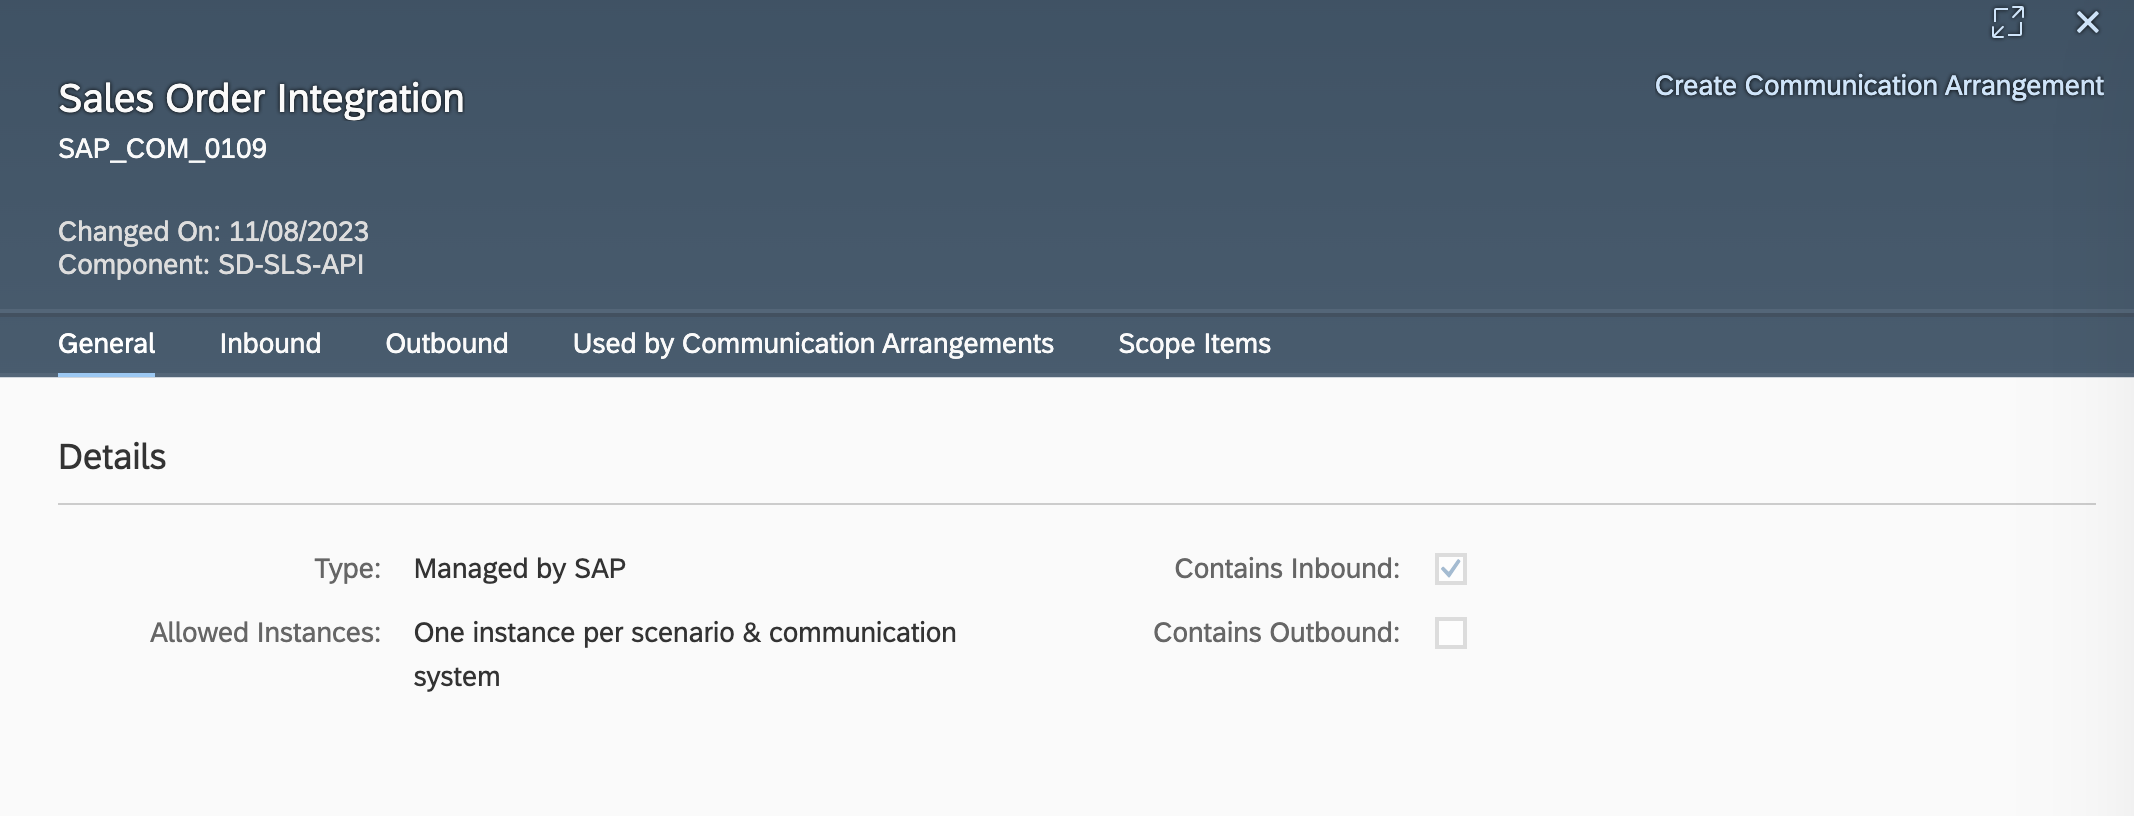 Create Communication Arrangement
Sales Order Integration
SAP_COM_0109
Changed On: 11/08/2023
Component: SD-SLS-API
General Inbound Outbound Used by Communication Arrangements Scope Items
Details
Type: Managed by SAP Contains Inbound:
Allowed Instances: One instance per scenario & communication Contains Outbound:
system